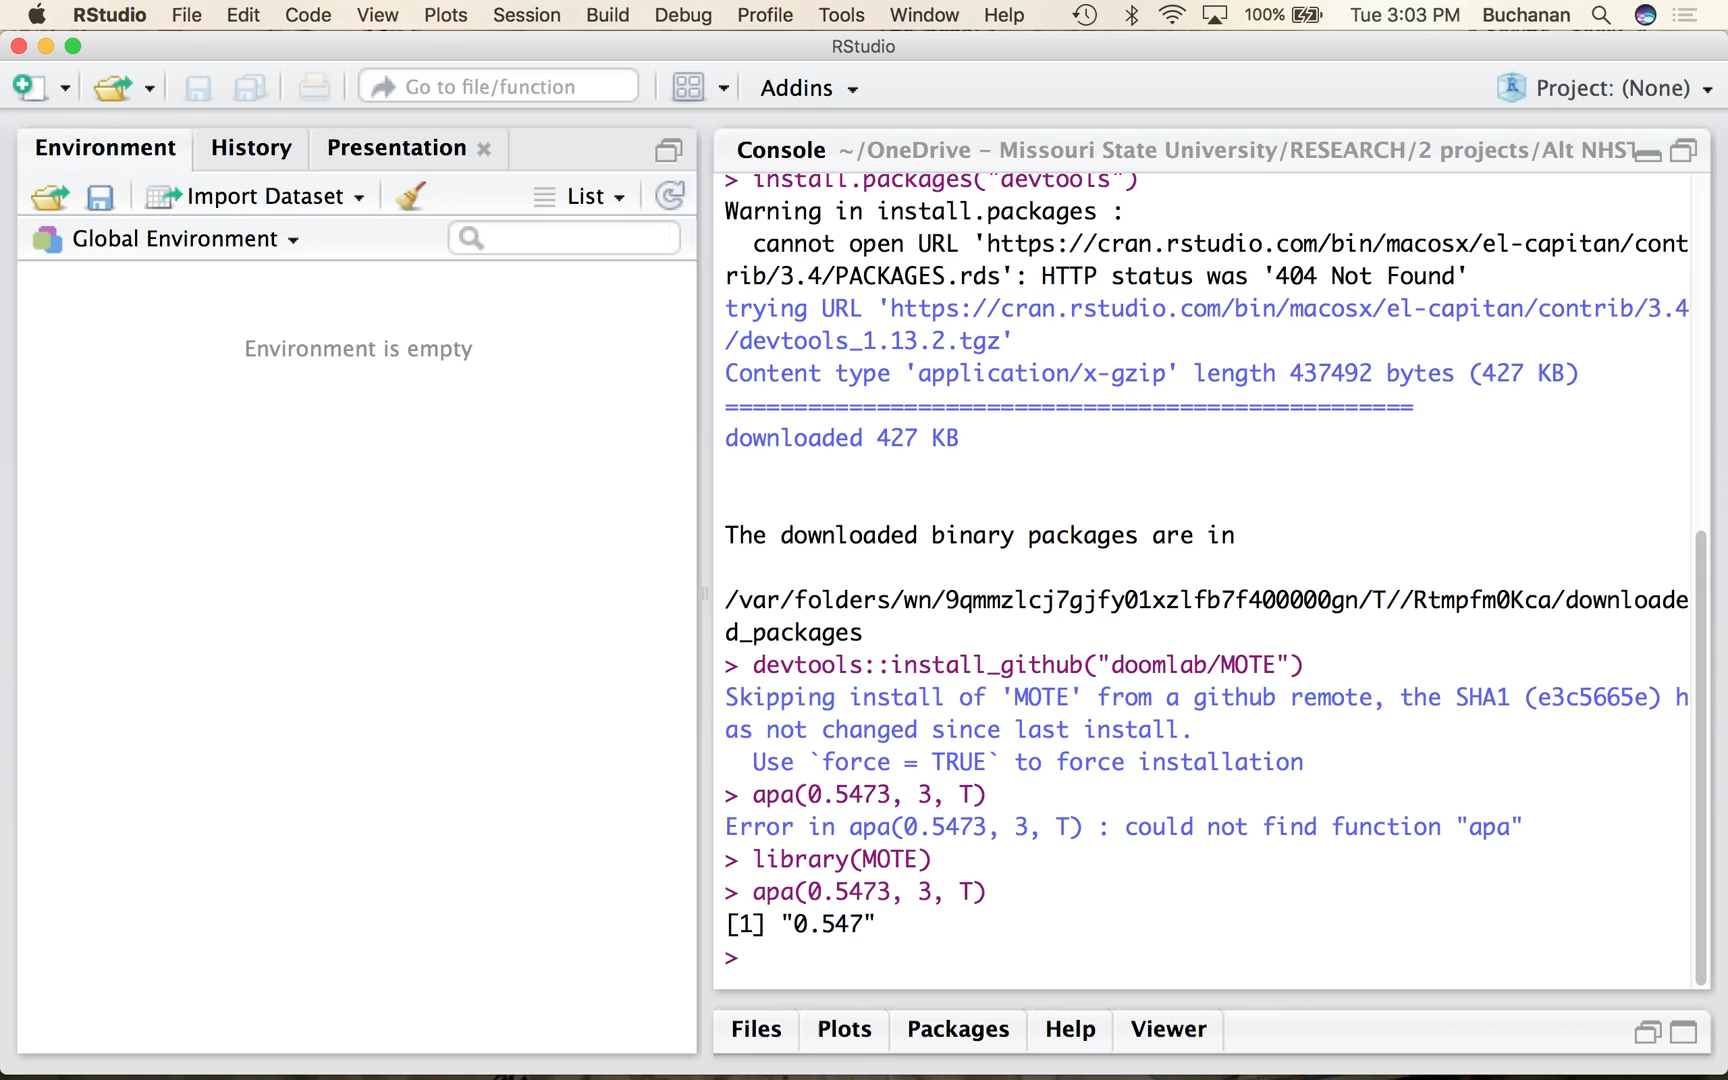 RStudio File Edit Code View Plots Session Build Debug Profile Tools Window Help 100% Tue 3:03 PM Buchanan
RStudio
Go to file/function Addins Project: (None)
Environment History Presentation
Import Dataset List
Global Environment
Environment is empty
Console ~/OneDrive - Missouri State University/RESEARCH/2 projects/Alt NHST
> install.packages("devtools")
Warning in install.packages :
cannot open URL 'https://cran.rstudio.com/bin/macosx/el-capitan/cont
rib/3.4/PACKAGES.rds': HTTP status was '404 Not Found'
trying URL 'https://cran.rstudio.com/bin/macosx/el-capitan/contrib/3.4
/devtools_1.13.2.tgz'
Content type 'application/x-gzip' length 437492 bytes (427 KB)
==================================================
downloaded 427 KB
The downloaded binary packages are in
/var/folders/wn/9qmmzlcj7gjfy01xzlfb7f400000gn/T//Rtmpfm0Kca/downloade
d_packages
> devtools::install_github("doomlab/MOTE")
Skipping install of 'MOTE' from a github remote, the SHA1 (e3c5665e) h
as not changed since last install.
Use `force = TRUE` to force installation
> apa(0.5473, 3, T)
Error in apa(0.5473, 3, T) : could not find function "apa"
> library(MOTE)
> apa(0.5473, 3, T)
[1] "0.547"
>
Files Plots Packages Help Viewer